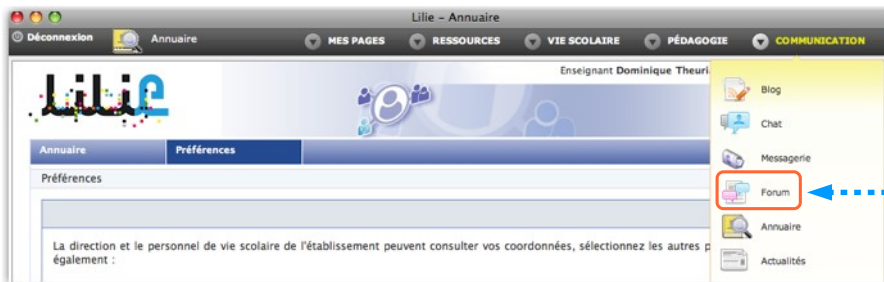 Lilie – Annuaire
Déconnexion Annuaire MES PAGES RESSOURCES VIE SCOLAIRE PÉDAGOGIE COMMUNICATION
Enseignant Dominique Theuri
Lilie
Blog
Chat
Annuaire Préférences
Messagerie
Préférences
Forum
Annuaire
La direction et le personnel de vie scolaire de l'établissement peuvent consulter vos coordonnées, sélectionnez les autres p
également :
Actualités